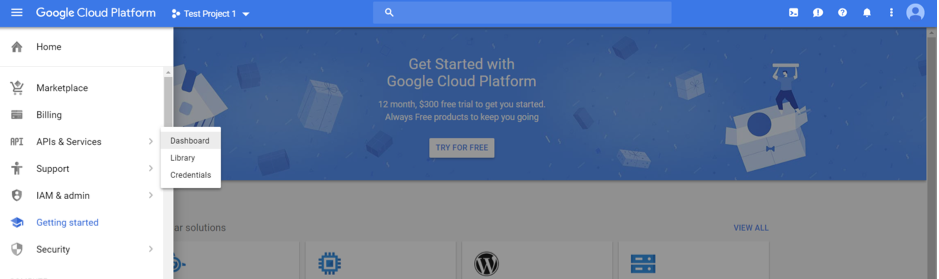 Google Cloud Platform
Test Project 1
Home
Marketplace
Billing
API
APIs & Services
Support
IAM & admin
Getting started
Security
Dashboard
Library
Credentials
Get Started with
Google Cloud Platform
12 month, $300 free trial to get you started.
Always Free products to keep you going
TRY FOR FREE
ar solutions
VIEW ALL